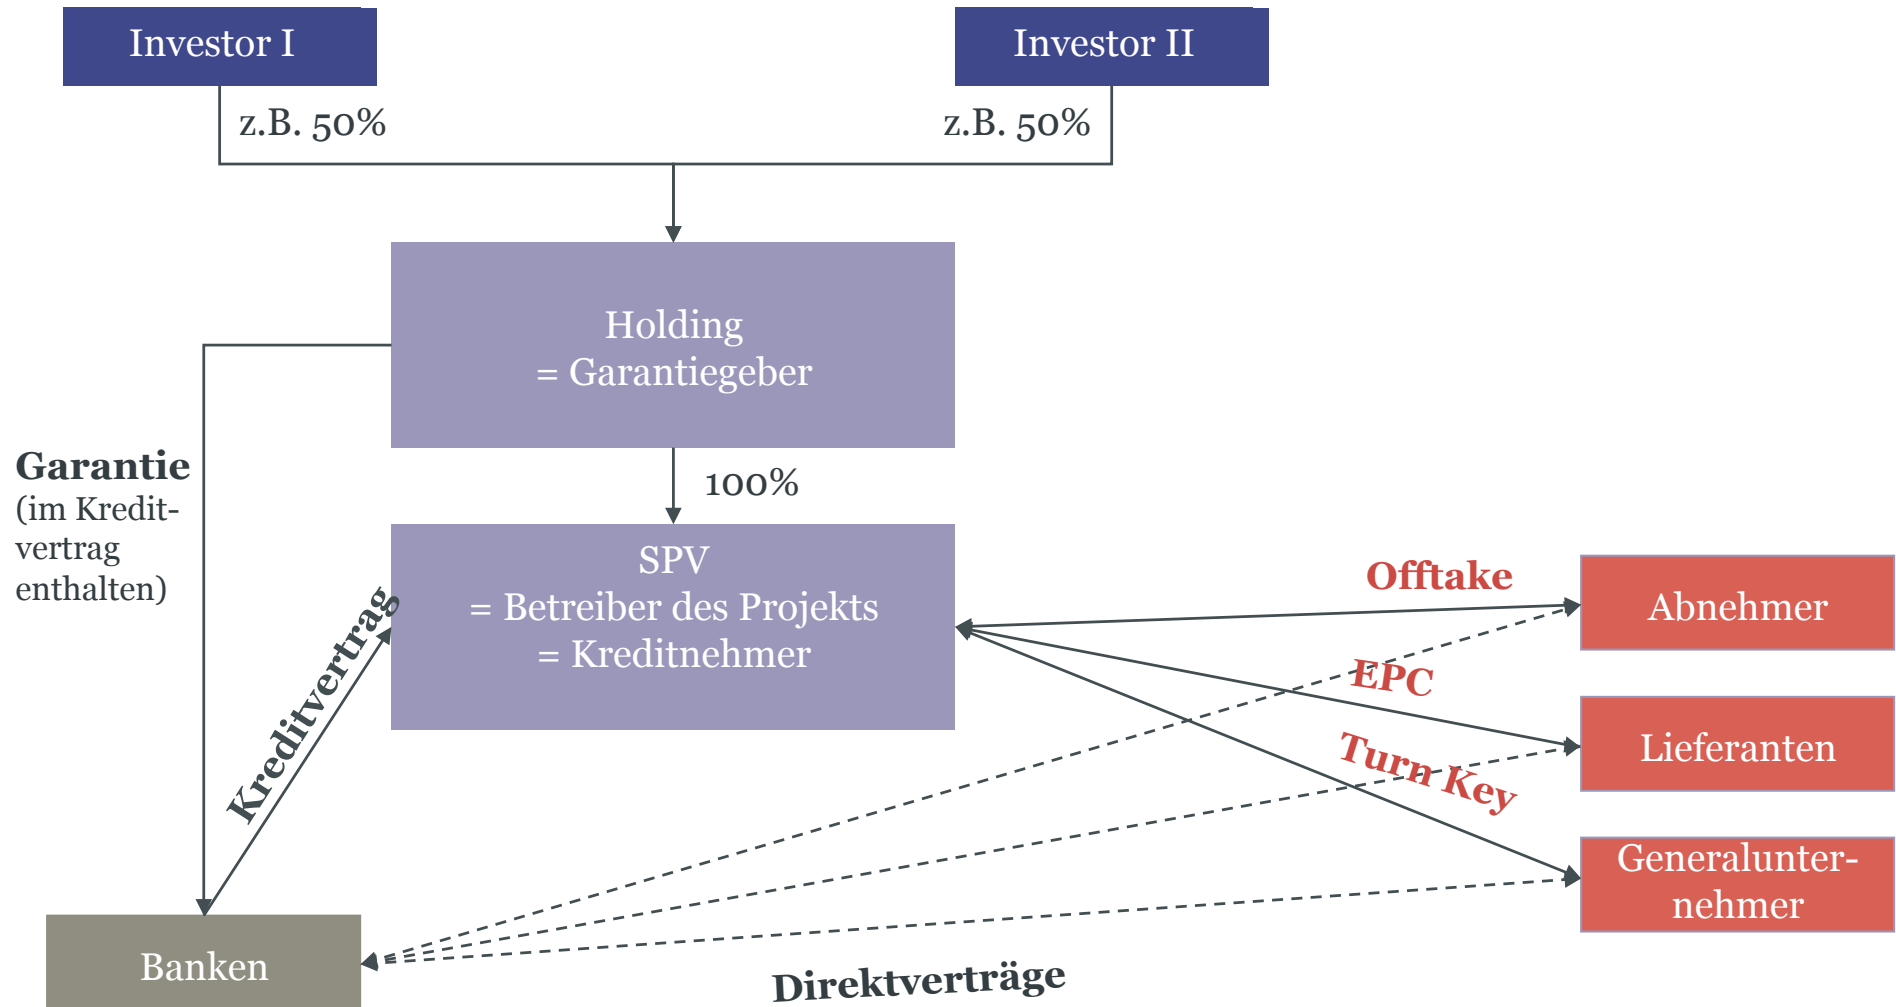 Investor I
Investor II
z.B. 50%
z.B. 50%
Holding
= Garantiegeber
Garantie
(im Kredit-
vertrag
enthalten)
100%
SPV
= Betreiber des Projekts
= Kreditnehmer
Kreditvertrag
Offtake
Abnehmer
EPC
Lieferanten
Turn Key
Generalunter-
nehmer
Banken
Direktverträge